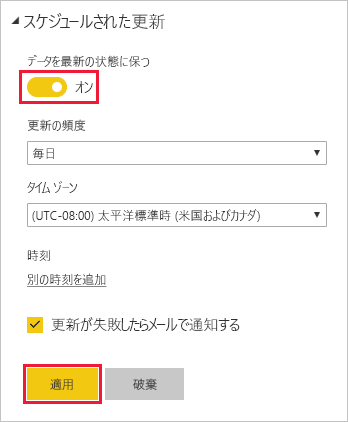 スケジュールされた更新
データを最新の状態に保つ
オン
更新の頻度
毎日
タイム ゾーン
(UTC-08:00) 太平洋標準時 (米国およびカナダ)
時刻
別の時刻を追加
更新が失敗したらメールで通知する
適用
破棄